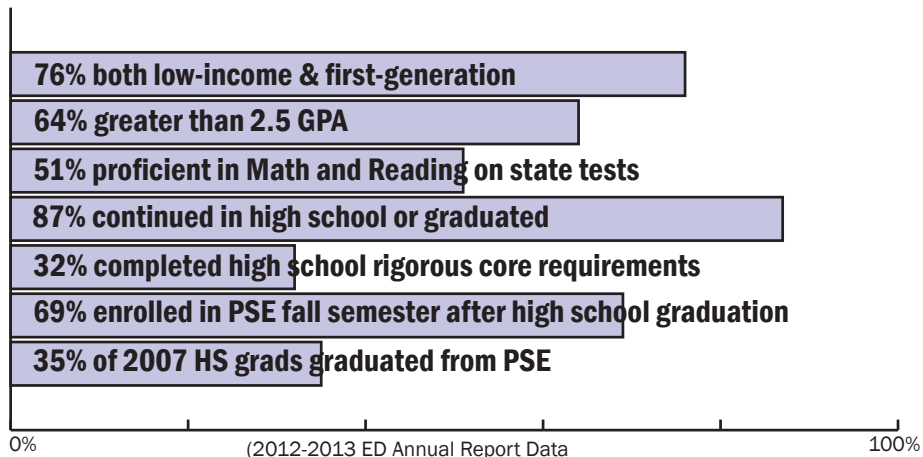 76% both low-income & first-generation
64% greater than 2.5 GPA
51% proficient in Math and Reading on state tests
87% continued in high school or graduated
32% completed high school rigorous core requirements
69% enrolled in PSE fall semester after high school graduation
35% of 2007 HS grads graduated from PSE
0% (2012-2013 ED Annual Report Data 100%